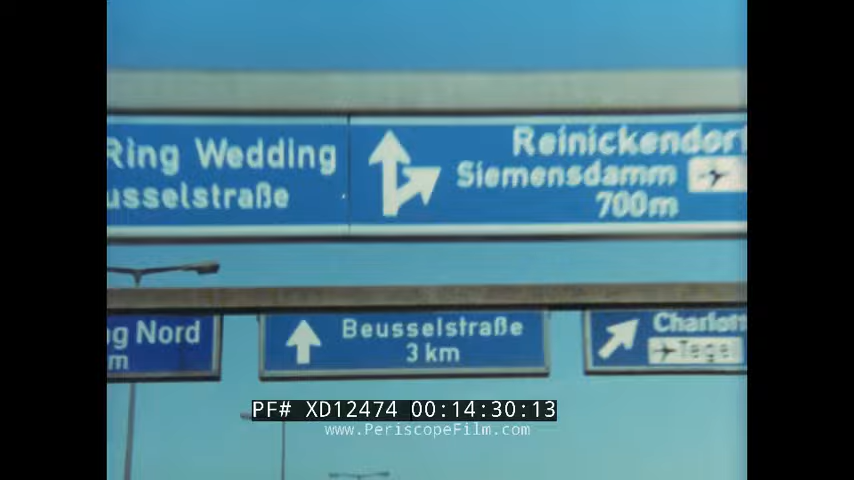 Ring Wedding
usselstraße
Reinickendorf
Siemensdamm
700m
g Nord
m
Beusselstraße
3 km
Charlott
Tegel
PF# XD12474 00:14:30:13
www.PeriscopeFilm.com